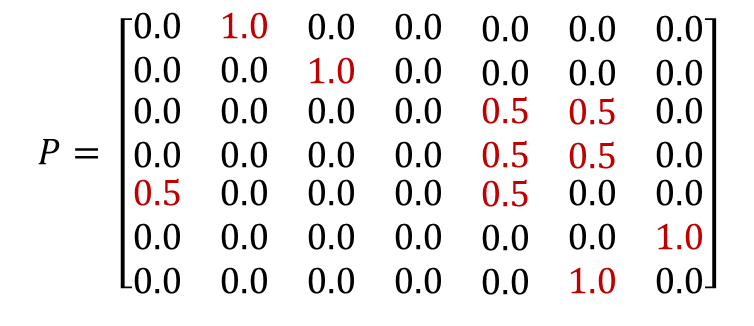 0.0 1.0 0.0 0.0 0.0 0.0 0.0
0.0 0.0 1.0 0.0 0.0 0.0 0.0
0.0 0.0 0.0 0.0 0.5 0.5 0.0
P = 0.0 0.0 0.0 0.0 0.5 0.5 0.0
0.5 0.0 0.0 0.0 0.5 0.0 0.0
0.0 0.0 0.0 0.0 0.0 0.0 1.0
0.0 0.0 0.0 0.0 0.0 1.0 0.0